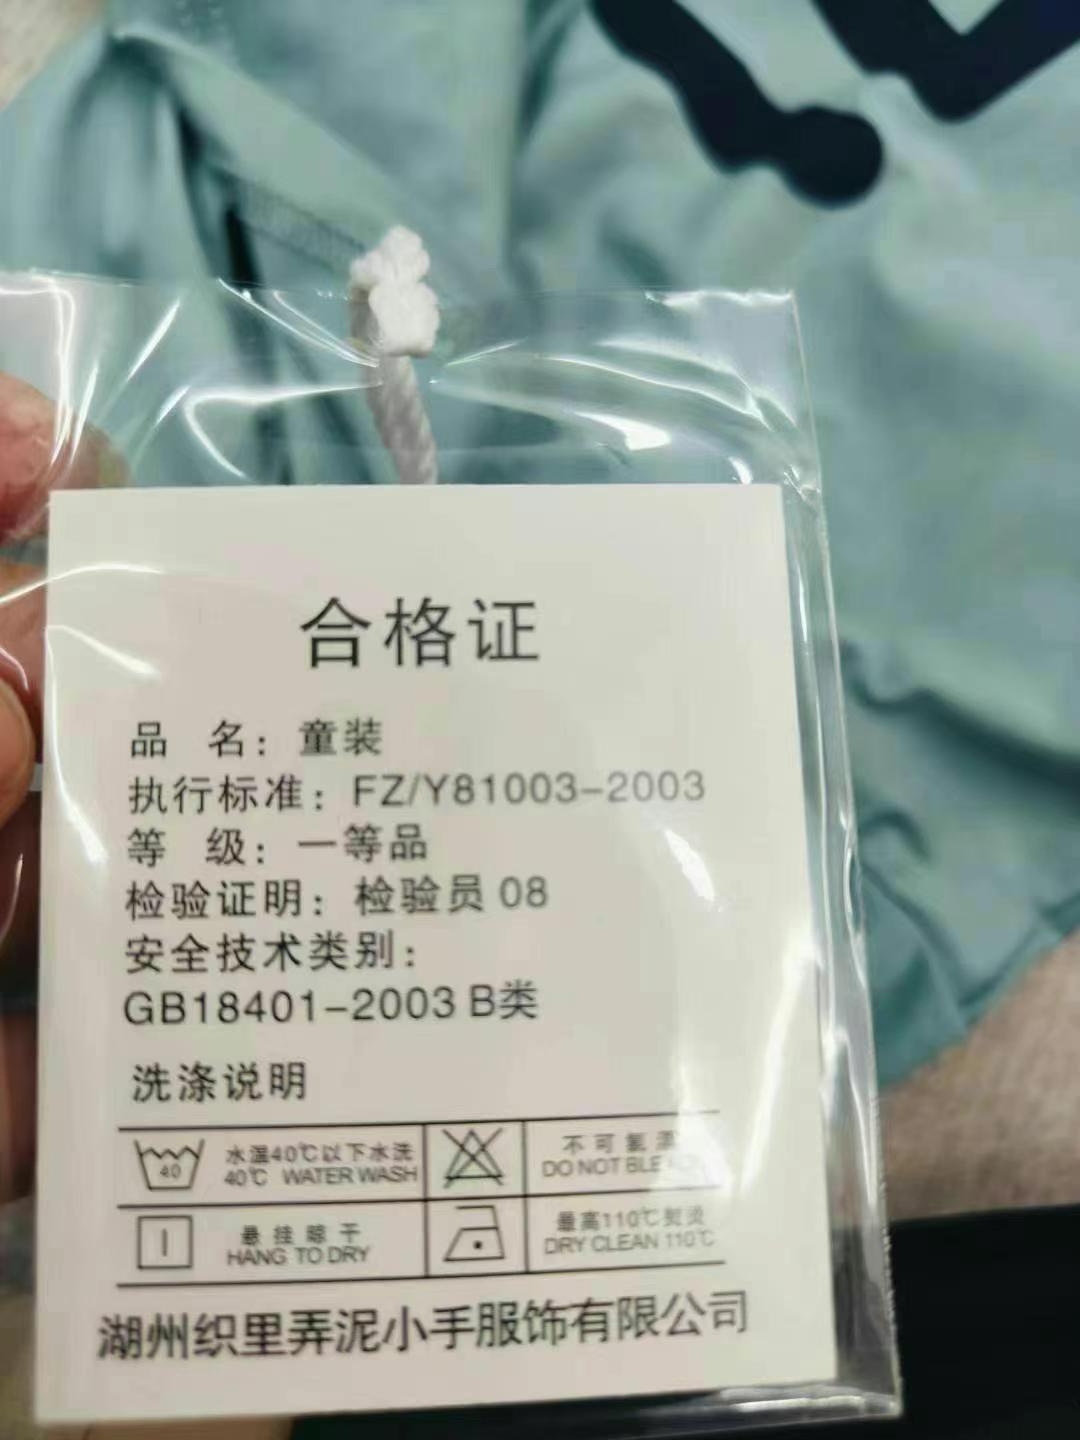 合格证
品 名：童装
执行标准：FZ/Y81003-2003
等 级：一等品
检验证明：检验员 08
安全技术类别：
GB18401-2003 B类
洗涤说明
40
水温40℃以下水洗
40℃ WATER WASH
不可氯漂
DO NOT BLEACH
悬挂晾干
HANG TO DRY
最高110℃熨烫
DRY CLEAN 110℃
湖州织里弄泥小手服饰有限公司